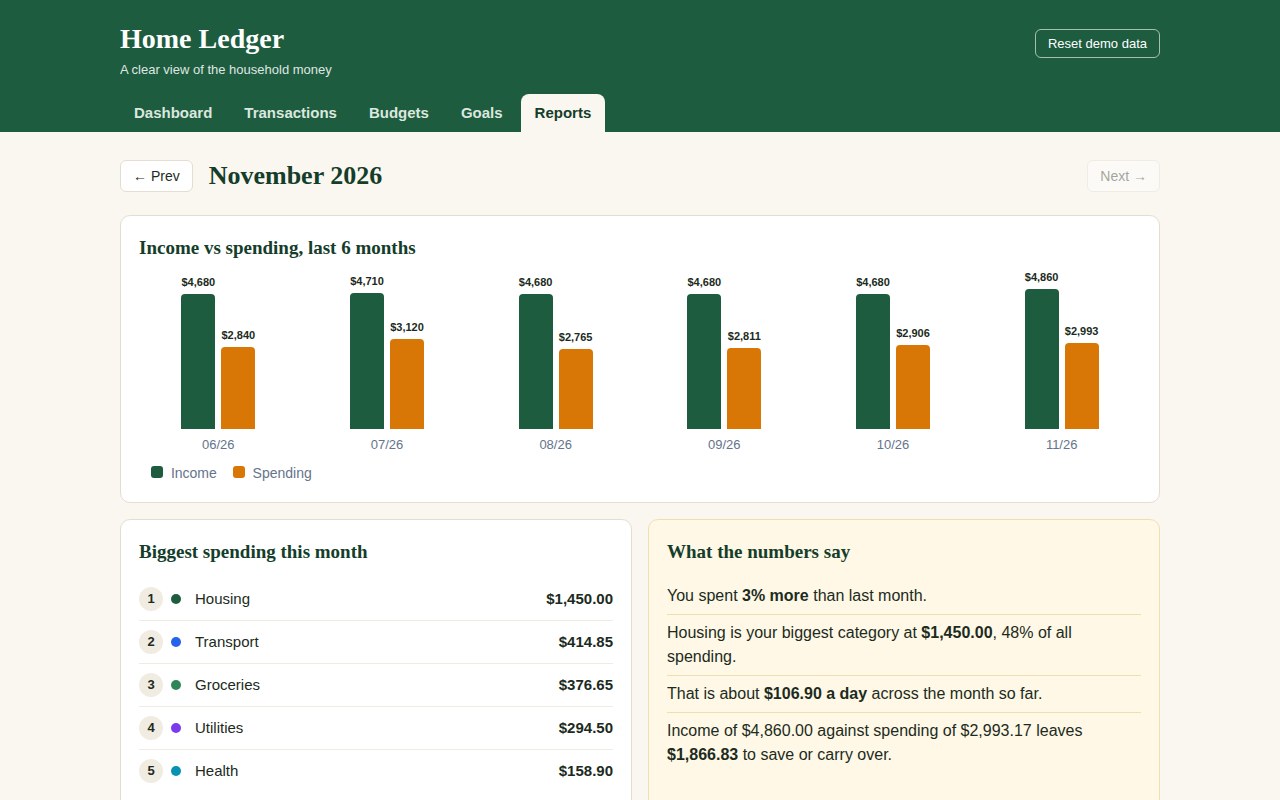 Home Ledger
A clear view of the household money
Reset demo data
Dashboard Transactions Budgets Goals Reports
← Prev November 2026 Next →
Income vs spending, last 6 months
$4,680 $2,840 $4,710 $3,120 $4,680 $2,765 $4,680 $2,811 $4,680 $2,906 $4,860 $2,993
06/26 07/26 08/26 09/26 10/26 11/26
Income Spending
Biggest spending this month
1 Housing $1,450.00
2 Transport $414.85
3 Groceries $376.65
4 Utilities $294.50
5 Health $158.90
What the numbers say
You spent 3% more than last month.
Housing is your biggest category at $1,450.00, 48% of all
spending.
That is about $106.90 a day across the month so far.
Income of $4,860.00 against spending of $2,993.17 leaves
$1,866.83 to save or carry over.